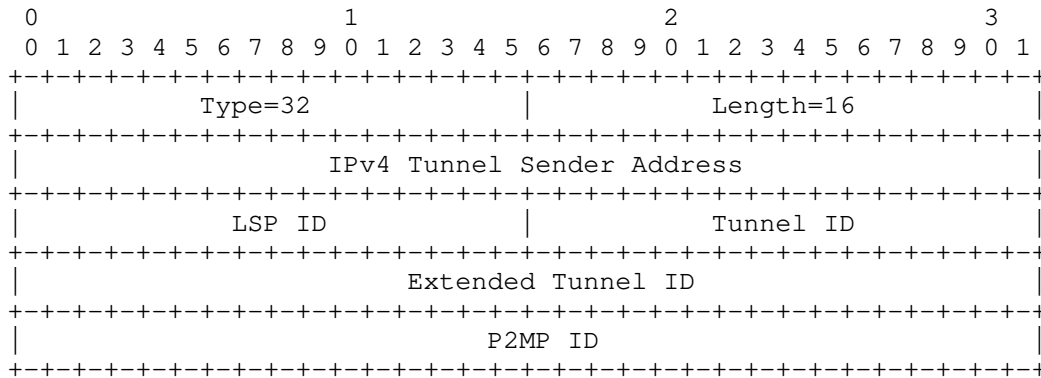 0                   1                   2                   3
0 1 2 3 4 5 6 7 8 9 0 1 2 3 4 5 6 7 8 9 0 1 2 3 4 5 6 7 8 9 0 1
+-+-+-+-+-+-+-+-+-+-+-+-+-+-+-+-+-+-+-+-+-+-+-+-+-+-+-+-+-+-+-+-+
|           Type=32             |           Length=16           |
+-+-+-+-+-+-+-+-+-+-+-+-+-+-+-+-+-+-+-+-+-+-+-+-+-+-+-+-+-+-+-+-+
|                   IPv4 Tunnel Sender Address                  |
+-+-+-+-+-+-+-+-+-+-+-+-+-+-+-+-+-+-+-+-+-+-+-+-+-+-+-+-+-+-+-+-+
|             LSP ID            |           Tunnel ID           |
+-+-+-+-+-+-+-+-+-+-+-+-+-+-+-+-+-+-+-+-+-+-+-+-+-+-+-+-+-+-+-+-+
|                        Extended Tunnel ID                     |
+-+-+-+-+-+-+-+-+-+-+-+-+-+-+-+-+-+-+-+-+-+-+-+-+-+-+-+-+-+-+-+-+
|                             P2MP ID                           |
+-+-+-+-+-+-+-+-+-+-+-+-+-+-+-+-+-+-+-+-+-+-+-+-+-+-+-+-+-+-+-+-+